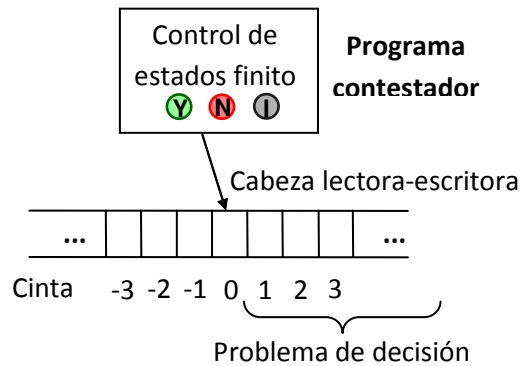 Control de
estados finito
Y N I
Programa
contestador
Cabeza lectora-escritora
... ...
Cinta -3 -2 -1 0 1 2 3
Problema de decisión